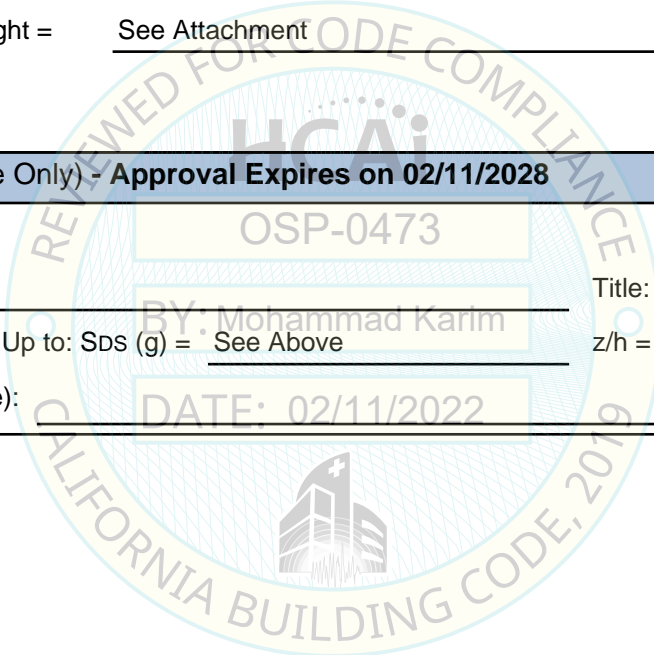 ght = See Attachment
REVIEWED FOR CODE COMPLIANCE
HCAi
e Only) - Approval Expires on 02/11/2028
OSP-0473
Title:
BY: Mohammad Karim
Up to: SDS (g) = See Above z/h =
e):
DATE: 02/11/2022
CALIFORNIA BUILDING CODE, 2019